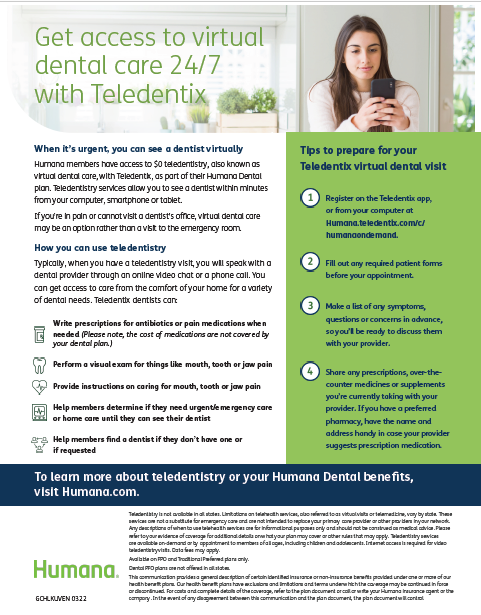 Get access to virtual
dental care 24/7
with Teledentix
When it's urgent, you can see a dentist virtually
Humana members have access to $0 teledentistry, also known as
virtual dental care, with Teledentix, as part of their Humana Dental
plan. Teledentistry services allow you to see a dentist within minutes
from your computer, smartphone or tablet.
If you're in pain or cannot visit a dentist's office, virtual dental care
may be an option rather than a visit to the emergency room.
How you can use teledentistry
Typically, when you have a teledentistry visit, you will speak with a
dental provider through an online video chat or a phone call. You
can get access to care from the comfort of your home for a variety
of dental needs. Teledentix dentists can:
Write prescriptions for antibiotics or pain medications when
needed (Please note, the cost of medications are not covered by
your dental plan.)
Perform a visual exam for things like mouth, tooth or jaw pain
Provide instructions on caring for mouth, tooth or jaw pain
Help members determine if they need urgent/emergency care
or home care until they can see their dentist
Help members find a dentist if they don't have one or
if requested
Tips to prepare for your
Teledentix virtual dental visit
1
Register on the Teledentix app,
or from your computer at
Humana.teledentix.com/c/
humanaondemand.
2
Fill out any required patient forms
before your appointment.
3
Make a list of any symptoms,
questions or concerns in advance,
so you'll be ready to discuss them
with your provider.
4
Share any prescriptions, over-the-
counter medicines or supplements
you're currently taking with your
provider. If you have a preferred
pharmacy, have the name and
address handy in case your provider
suggests prescription medication.
To learn more about teledentistry or your Humana Dental benefits,
visit Humana.com.
Teledentistry is not available in all states. Limitations on telehealth services, also referred to as virtual visits or telemedicine, vary by state. These
services are not a substitute for emergency care and are not intended to replace your primary care provider or other providers in your network.
Any descriptions of when to use telehealth services are for informational purposes only and should not be construed as medical advice. Please
refer to your evidence of coverage for additional details on what your plan may cover or other rules that may apply. Teledentistry services
are available on-demand or by appointment to members of all ages, including children and adolescents. Internet access is required for video
teledentistry visits. Data fees may apply.
Available on PPO and Traditional Preferred plans only.
Dental PPO plans are not offered in all states.
This communication provides a general description of certain identified insurance or non-insurance benefits provided under one or more of our
health benefit plans. Our health benefit plans have exclusions and limitations and terms under which the coverage may be continued in force
or discontinued. For costs and complete details of the coverage, refer to the plan document or call or write your Humana insurance agent or the
company. In the event of any disagreement between this communication and the plan document, the plan document will control.
Humana
GCHLKUVEN 0322